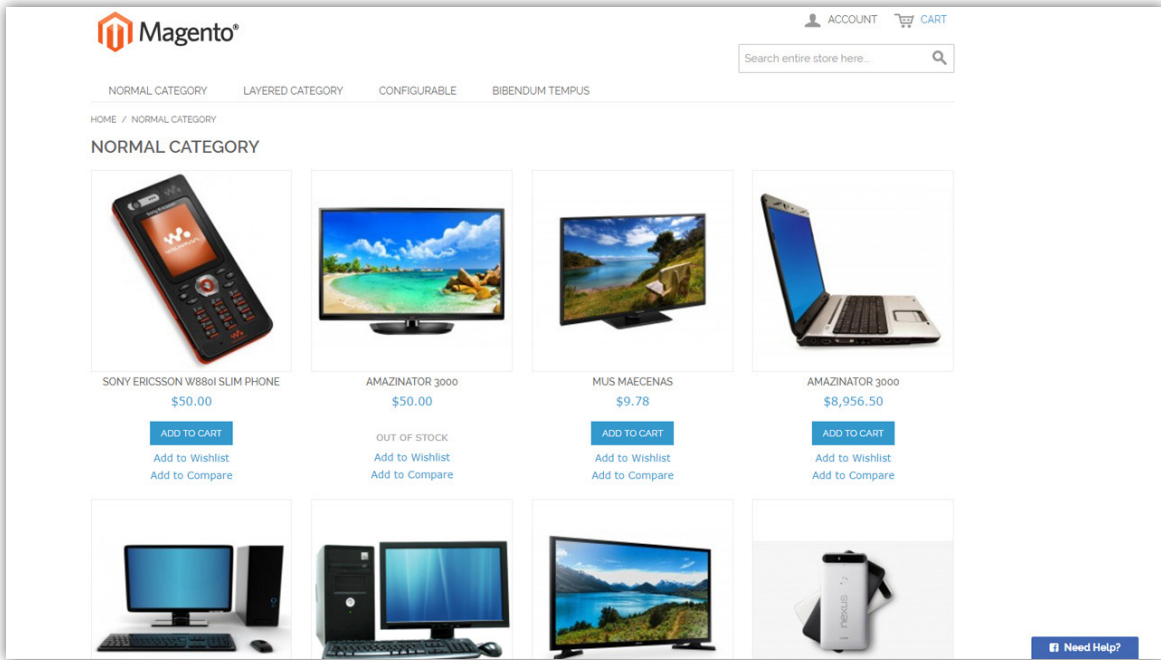 Magento®
ACCOUNT CART
Search entire store here...
NORMAL CATEGORY LAYERED CATEGORY CONFIGURABLE BIBENDUM TEMPUS
HOME / NORMAL CATEGORY
NORMAL CATEGORY
Sony Ericsson
WALKMAN
nexus
SONY ERICSSON W880I SLIM PHONE AMAZINATOR 3000 MUS MAECENAS AMAZINATOR 3000
$50.00 $50.00 $9.78 $8,956.50
ADD TO CART OUT OF STOCK ADD TO CART ADD TO CART
Add to Wishlist Add to Wishlist Add to Wishlist Add to Wishlist
Add to Compare Add to Compare Add to Compare Add to Compare
Need Help?